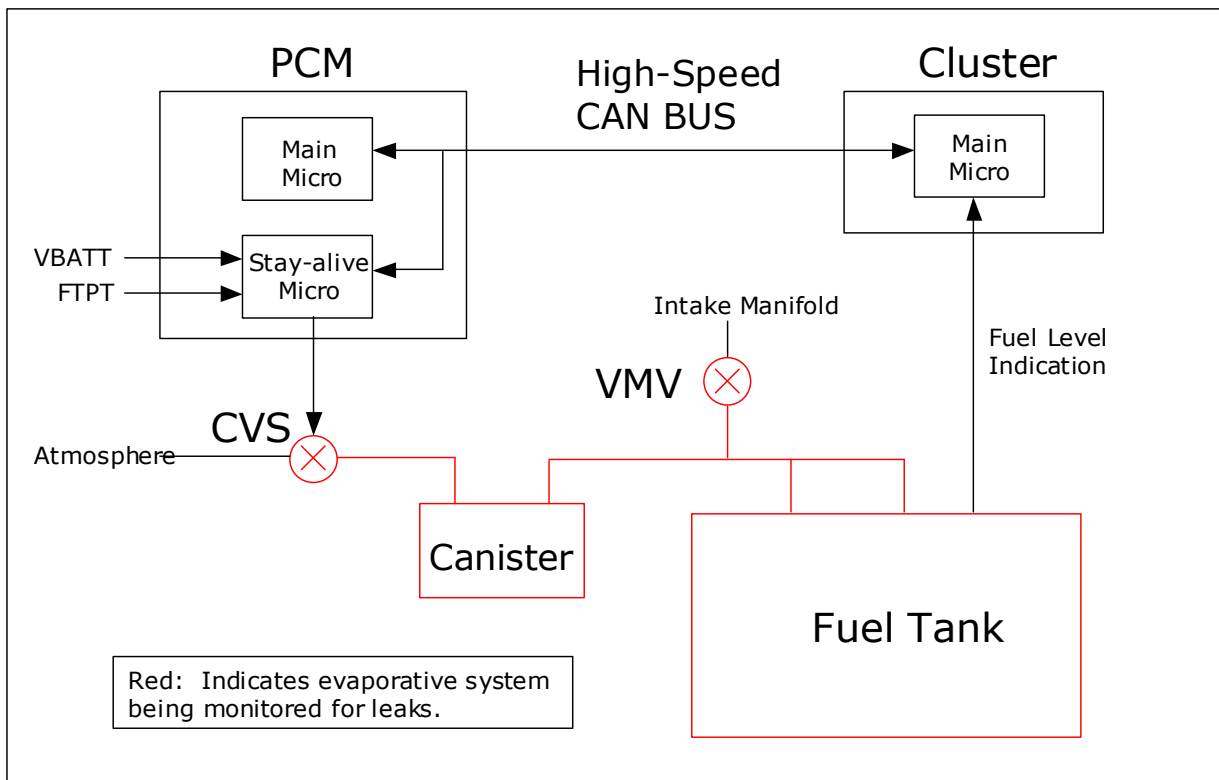 PCM
High-Speed
CAN BUS
Cluster
Main
Micro
Main
Micro
VBATT
FTPT
Stay-alive
Micro
Intake Manifold
Fuel Level
Indication
VMV
CVS
Atmosphere
Canister
Fuel Tank
Red: Indicates evaporative system
being monitored for leaks.